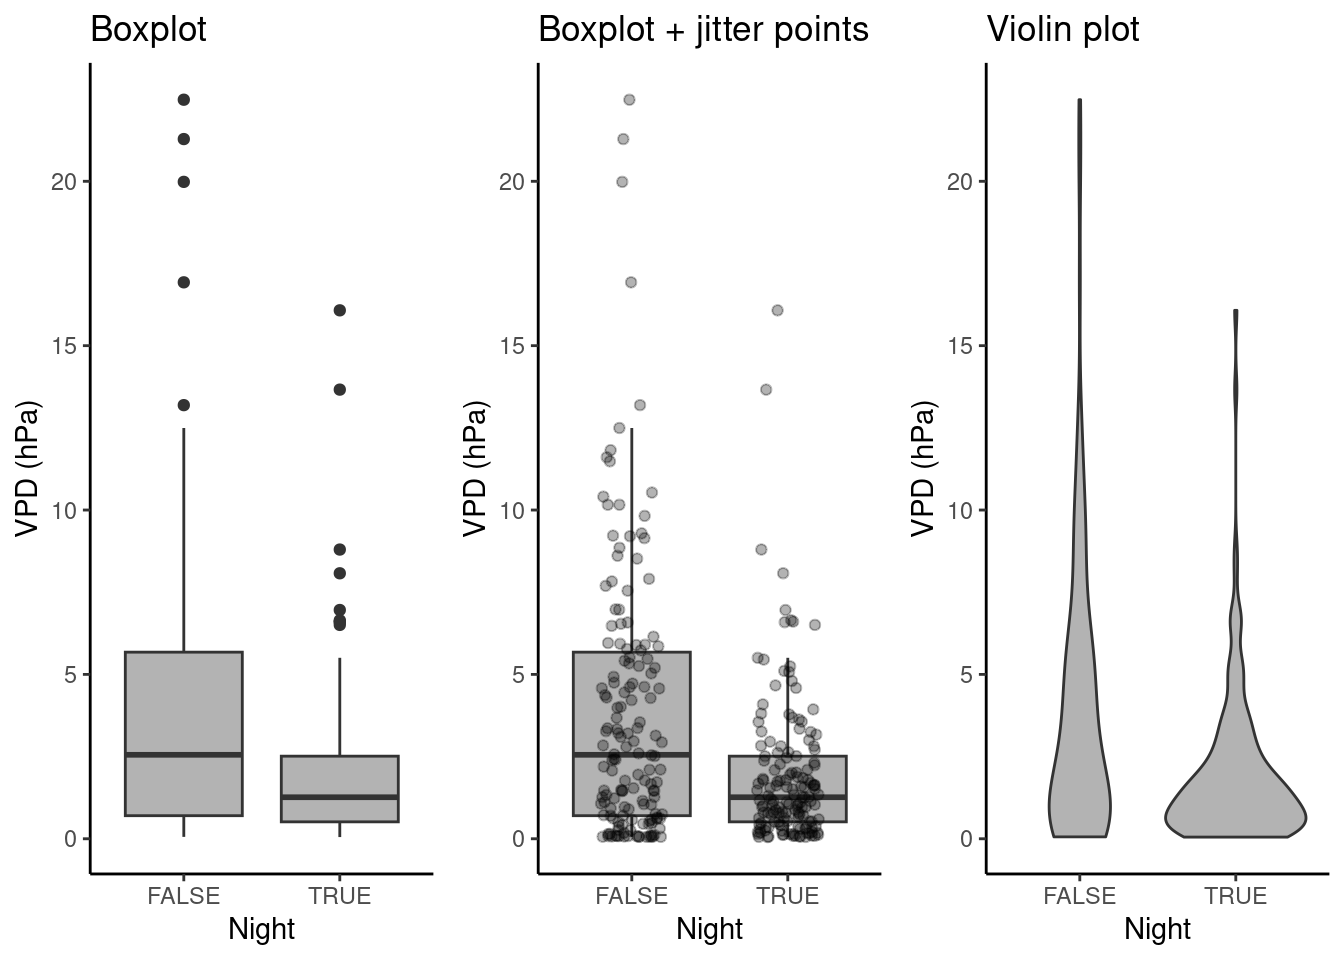 Boxplot
20
15
10
5
0
VPD (hPa)
FALSE
TRUE
Night
Boxplot + jitter points
20
15
10
5
0
VPD (hPa)
FALSE
TRUE
Night
Violin plot
20
15
10
5
0
VPD (hPa)
FALSE
TRUE
Night